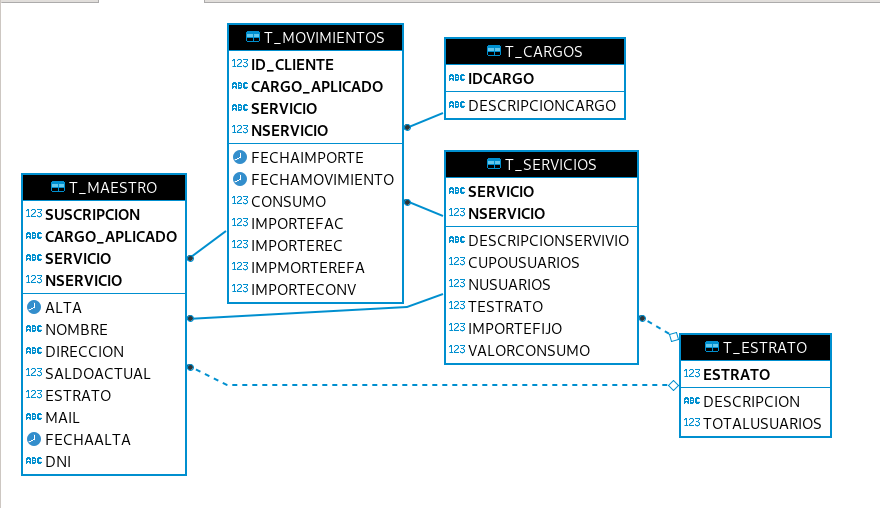 T_MOVIMIENTOS
123 ID_CLIENTE
ABC CARGO_APLICADO
ABC SERVICIO
123 NSERVICIO
FECHAIMPORTE
FECHAMOVIMIENTO
123 CONSUMO
123 IMPORTEFAC
123 IMPORTEREC
123 IMPMORTEREFA
123 IMPORTECONV
T_CARGOS
ABC IDCARGO
ABC DESCRIPCIONCARGO
T_SERVICIOS
ABC SERVICIO
123 NSERVICIO
ABC DESCRIPCIONSERVIVIO
123 CUPOUSUARIOS
123 NUSUARIOS
123 TESTRATO
123 IMPORTEFIJO
123 VALORCONSUMO
T_MAESTRO
123 SUSCRIPCION
ABC CARGO_APLICADO
ABC SERVICIO
123 NSERVICIO
ALTA
ABC NOMBRE
ABC DIRECCION
123 SALDOACTUAL
123 ESTRATO
ABC MAIL
FECHAALTA
ABC DNI
T_ESTRATO
123 ESTRATO
ABC DESCRIPCION
123 TOTALUSUARIOS